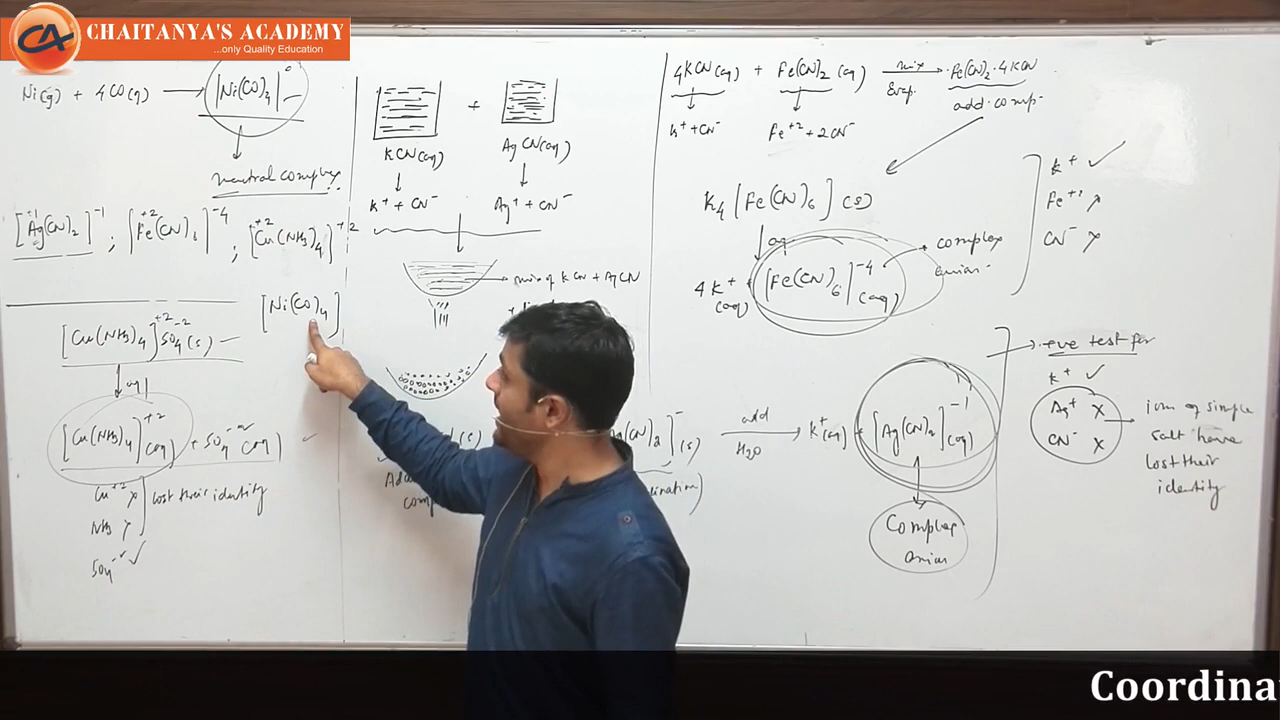 CHAITANYA'S ACADEMY
...only Quality Education
Ni(g) + 4CO(g) → [Ni(CO)4]
neutral complex
[Ag(CN)2]-1 ; [Fe(CN)6]-4 ; [Cu(NH3)4]+2
+1 +2 +2
[Ni(CO)4]
[Cu(NH3)4]+2 SO4-2(s)
aq
[Cu(NH3)4]+2(aq) + SO4--(aq)
Cu+2 x
NH3 x
lost their identity
SO4-- ✓
+
KCN(aq) AgCN(aq)
K+ + CN- Ag+ + CN-
mix of KCN + AgCN
(s)
[Ag(CN)2]-(s)
4KCN(aq) + Fe(CN)2(aq) mix Evap. → Fe(CN)2·4KCN
add. comp.
K+ + CN- Fe+2 + 2CN-
K4[Fe(CN)6](s)
aq
4K+(aq) + [Fe(CN)6]-4(aq)
complex
anion
K+ ✓
Fe+2 x
CN- x
add
H2O
→ K+(aq) + [Ag(CN)2]-1(aq)
Complex
anion
+eve test for
K+ ✓
Ag+ x
CN- x
ions of simple
salt have
lost their
identity
Coordina